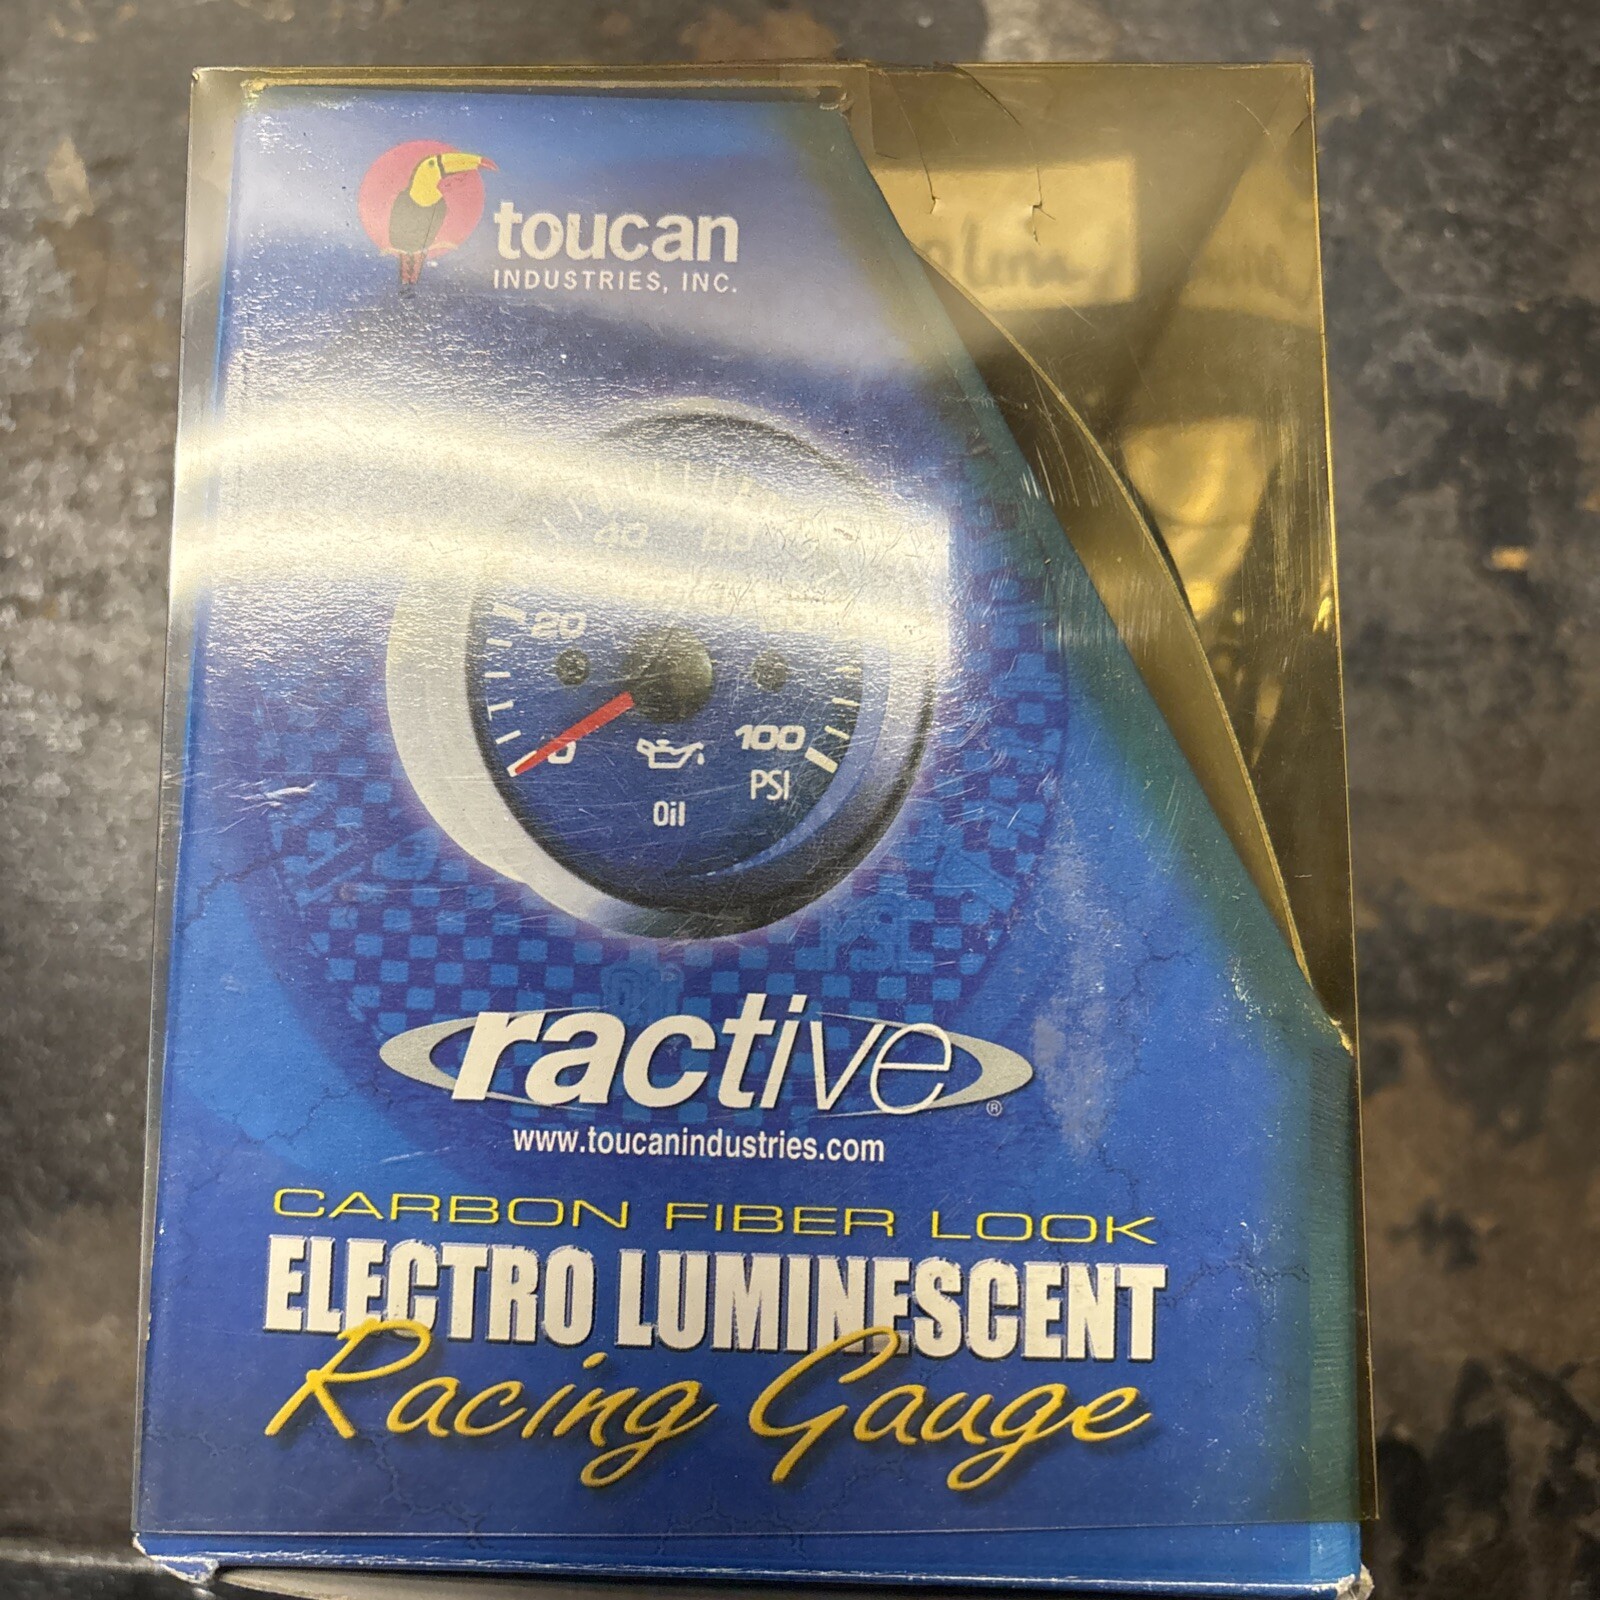 toucan
INDUSTRIES, INC.
40
20
0
100
PSI
Oil
ractive®
www.toucanindustries.com
CARBON FIBER LOOK
ELECTRO LUMINESCENT
Racing Gauge